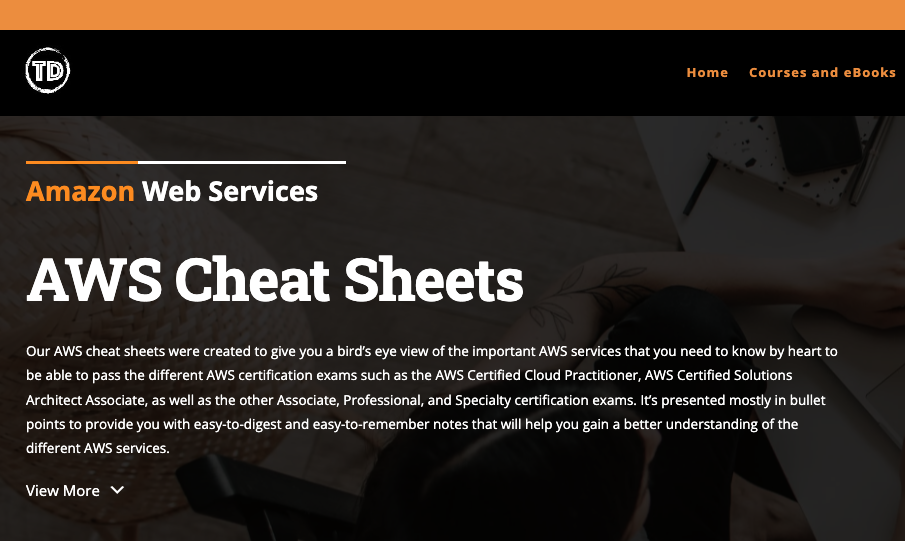 TD
Home Courses and eBooks
Amazon Web Services
AWS Cheat Sheets
Our AWS cheat sheets were created to give you a bird’s eye view of the important AWS services that you need to know by heart to
be able to pass the different AWS certification exams such as the AWS Certified Cloud Practitioner, AWS Certified Solutions
Architect Associate, as well as the other Associate, Professional, and Specialty certification exams. It’s presented mostly in bullet
points to provide you with easy-to-digest and easy-to-remember notes that will help you gain a better understanding of the
different AWS services.
View More